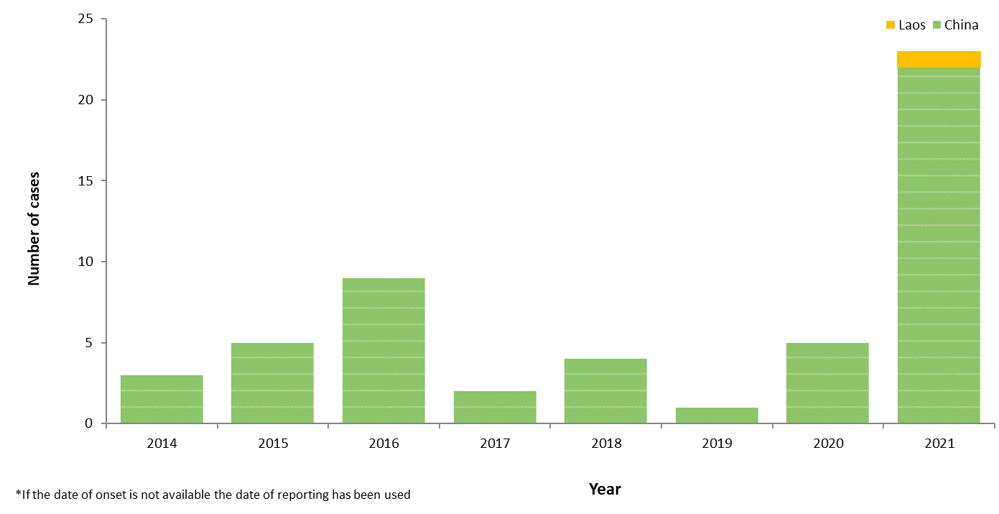 25
Laos China
20
15
10
5
0
Number of cases
2014 2015 2016 2017 2018 2019 2020 2021
Year
*If the date of onset is not available the date of reporting has been used